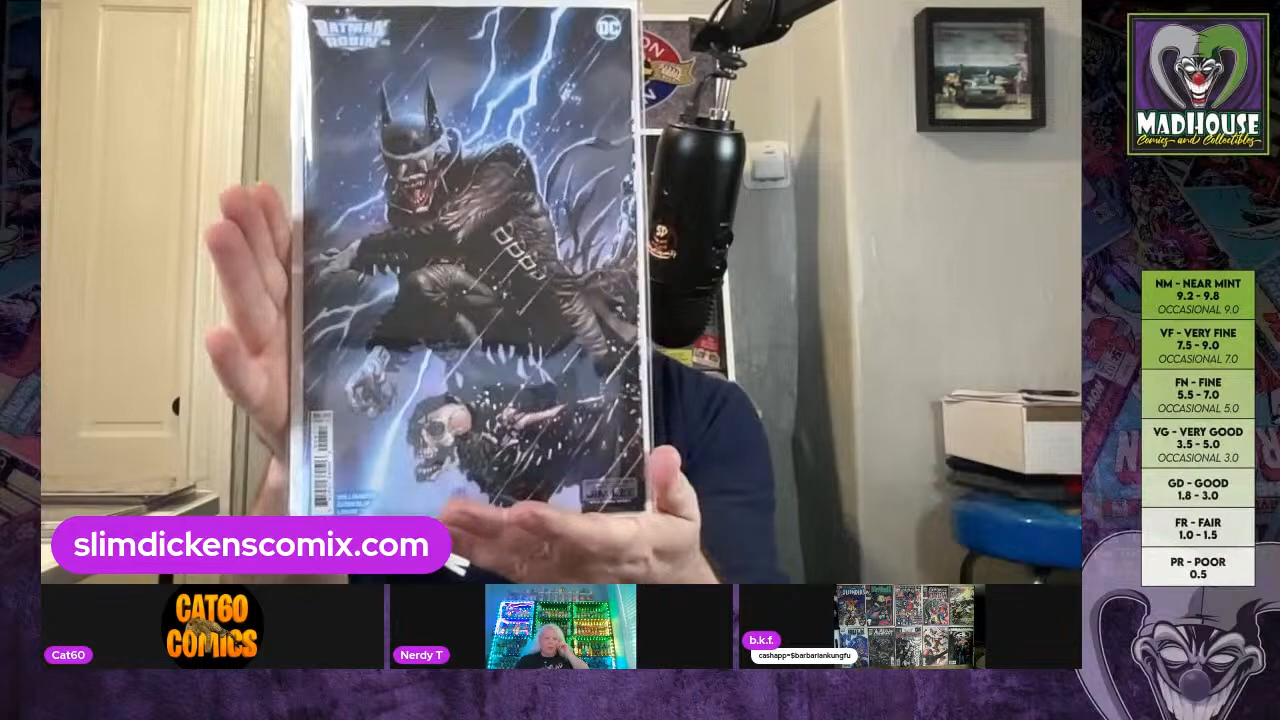 BATMAN
ROBIN
DC
JIM LEE
slimdickenscomix.com
CAT60
COMICS
Cat60
Nerdy T
b.k.f.
cashapp=$barbariankungfu
MADHOUSE
Comics and Collectibles
NM - NEAR MINT
9.2 - 9.8
OCCASIONAL 9.0
VF - VERY FINE
7.5 - 9.0
OCCASIONAL 7.0
FN - FINE
5.5 - 7.0
OCCASIONAL 5.0
VG - VERY GOOD
3.5 - 5.0
OCCASIONAL 3.0
GD - GOOD
1.8 - 3.0
FR - FAIR
1.0 - 1.5
PR - POOR
0.5